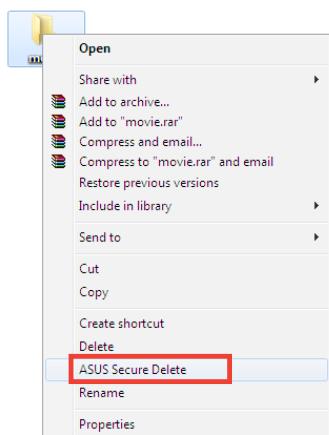 Open
Share with
Add to archive...
Add to "movie.rar"
Compress and email...
Compress to "movie.rar" and email
Restore previous versions
Include in library
Send to
Cut
Copy
Create shortcut
Delete
ASUS Secure Delete
Rename
Properties